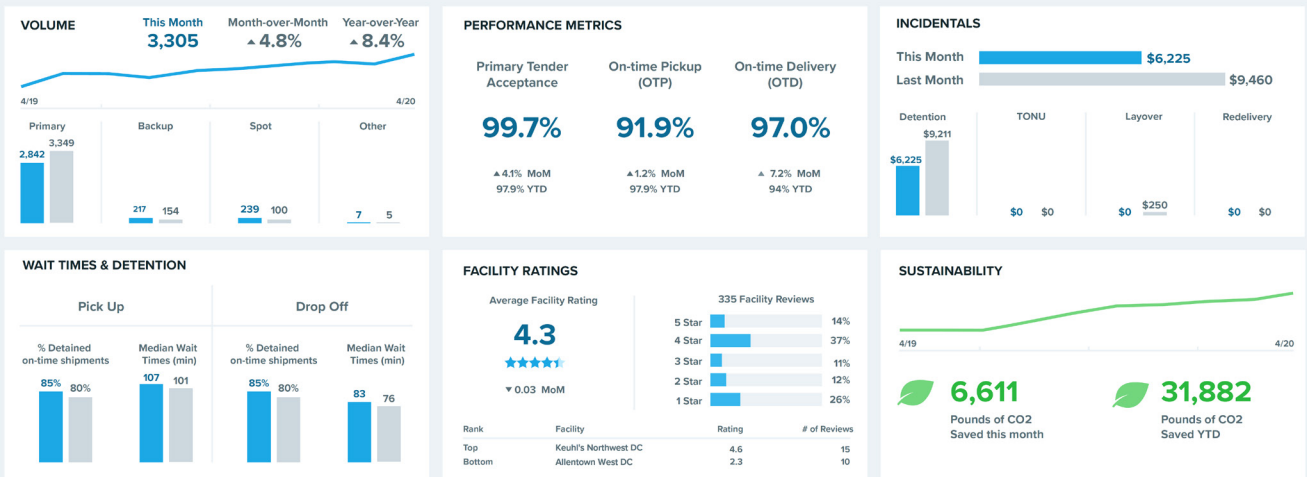 VOLUME
This Month
Month-over-Month
Year-over-Year
3,305
▲ 4.8%
▲ 8.4%
4/19
4/20
Primary
Backup
Spot
Other
2,842
3,349
217
154
239
100
7
5
PERFORMANCE METRICS
Primary Tender
Acceptance
On-time Pickup
(OTP)
On-time Delivery
(OTD)
99.7%
91.9%
97.0%
▲4.1% MoM
▲1.2% MoM
▲ 7.2% MoM
97.9% YTD
97.9% YTD
94% YTD
INCIDENTALS
This Month
$6,225
Last Month
$9,460
Detention
TONU
Layover
Redelivery
$6,225
$9,211
$0
$0
$0
$250
$0
$0
WAIT TIMES & DETENTION
Pick Up
Drop Off
% Detained
on-time shipments
Median Wait
Times (min)
% Detained
on-time shipments
Median Wait
Times (min)
85%
80%
107
101
85%
80%
83
76
FACILITY RATINGS
Average Facility Rating
4.3
▼0.03 MoM
335 Facility Reviews
5 Star
14%
4 Star
37%
3 Star
11%
2 Star
12%
1 Star
26%
Rank Facility Rating # of Reviews
Top Keuhl's Northwest DC 4.6 15
Bottom Allentown West DC 2.3 10
SUSTAINABILITY
4/19
4/20
6,611
Pounds of CO2
Saved this month
31,882
Pounds of CO2
Saved YTD